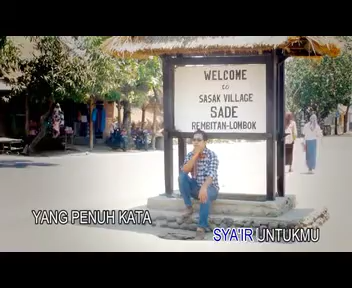 WELCOME
to
SASAK VILLAGE
SADE
REMBITAN-LOMBOK
YANG PENUH KATA
SYA'IR UNTUKMU